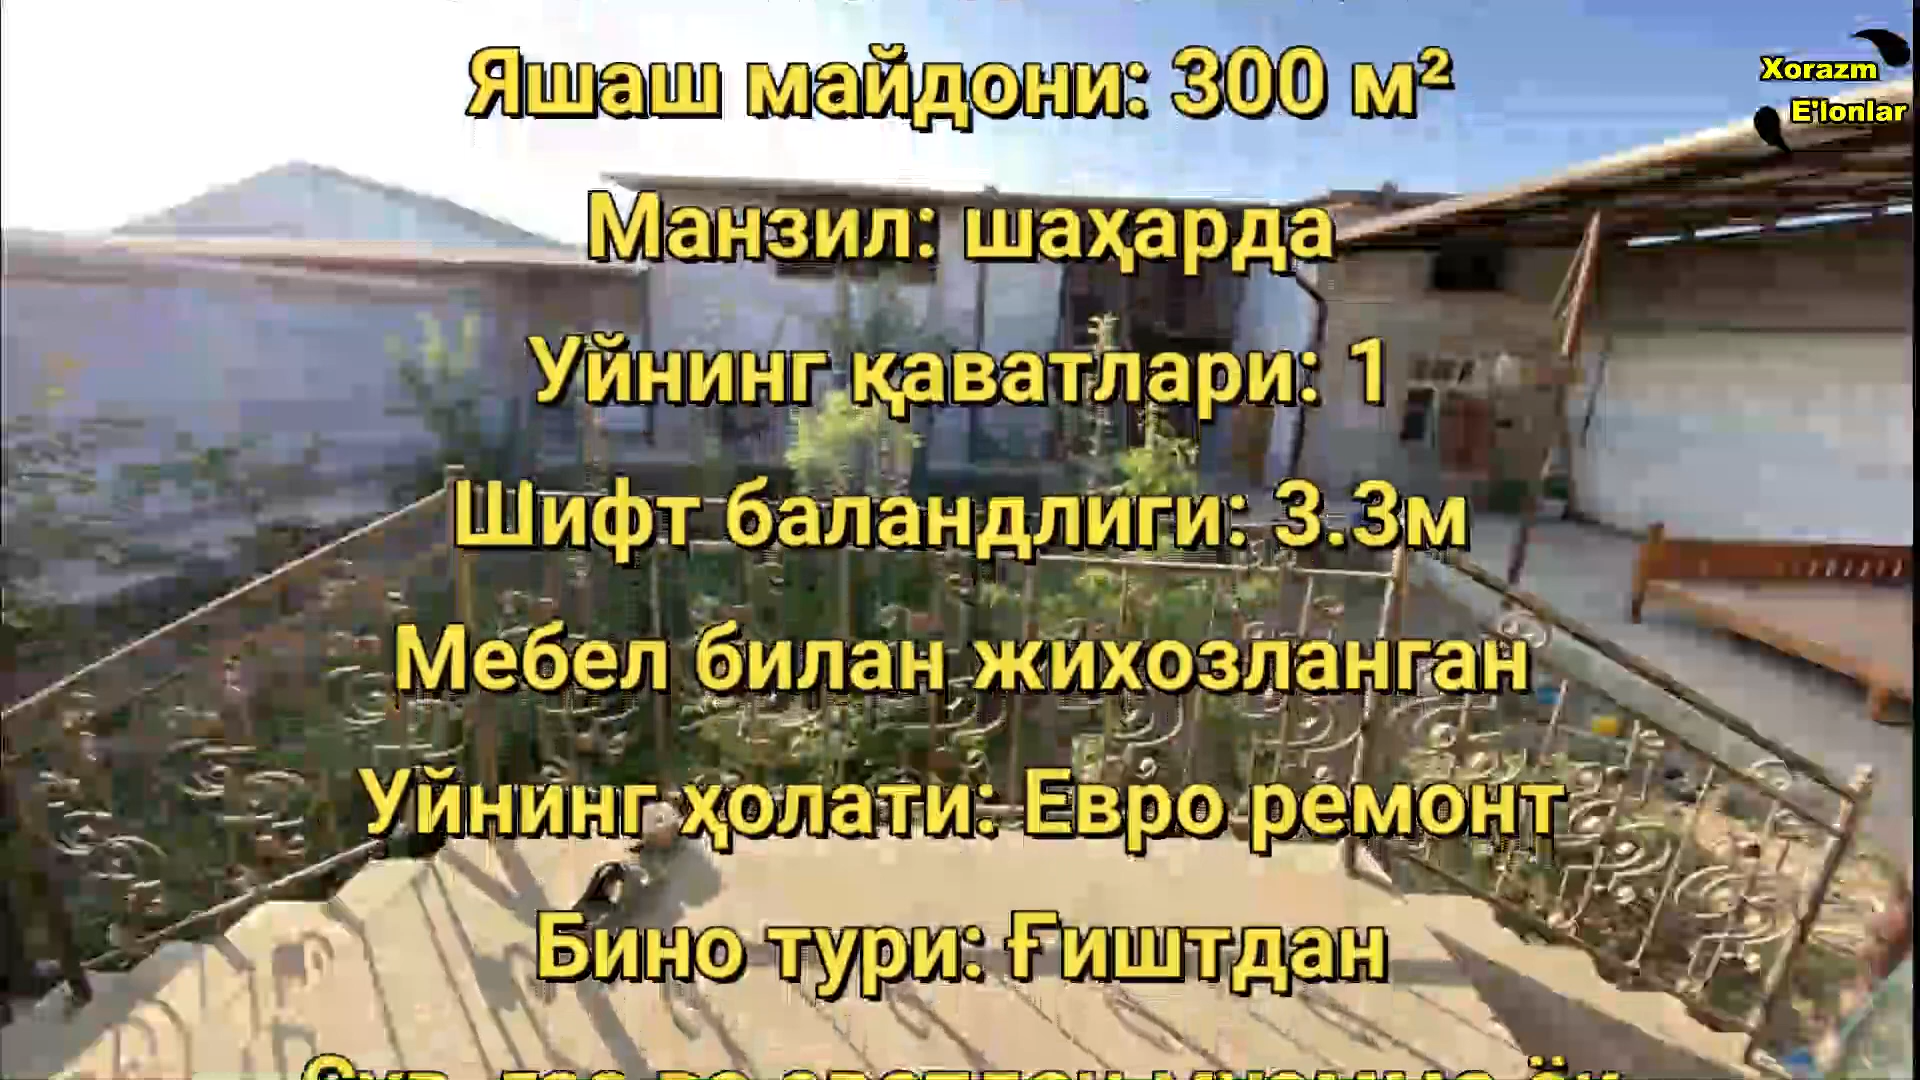 Яшаш майдони: 300 м²
Xorazm
E'lonlar
Манзил: шаҳарда
Уйнинг қаватлари: 1
Шифт баландлиги: 3.3м
Мебел билан жихозланган
Уйнинг ҳолати: Евро ремонт
Бино тури: Ғиштдан